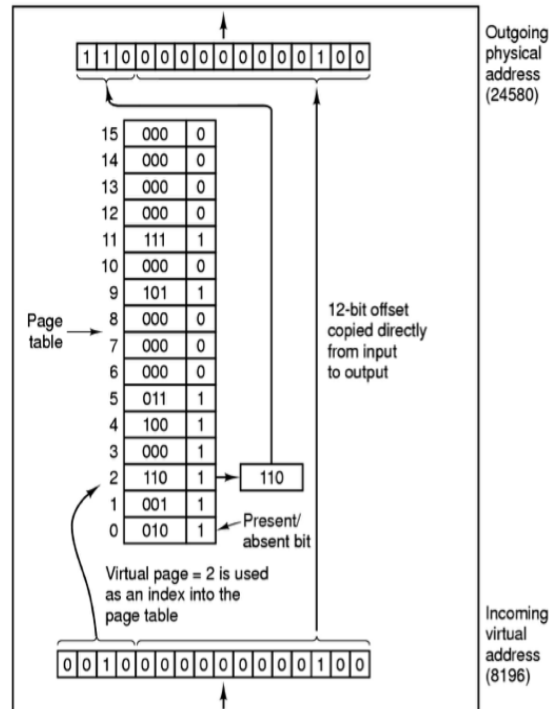 1 1 0 0 0 0 0 0 0 0 0 0 1 0 0
Outgoing
physical
address
(24580)
15 000 0
14 000 0
13 000 0
12 000 0
11 111 1
10 000 0
9 101 1
8 000 0
7 000 0
6 000 0
5 011 1
4 100 1
3 000 1
2 110 1 110
1 001 1
0 010 1
Page
table
12-bit offset
copied directly
from input
to output
Present/
absent bit
Virtual page = 2 is used
as an index into the
page table
0 0 1 0 0 0 0 0 0 0 0 0 0 1 0 0
Incoming
virtual
address
(8196)